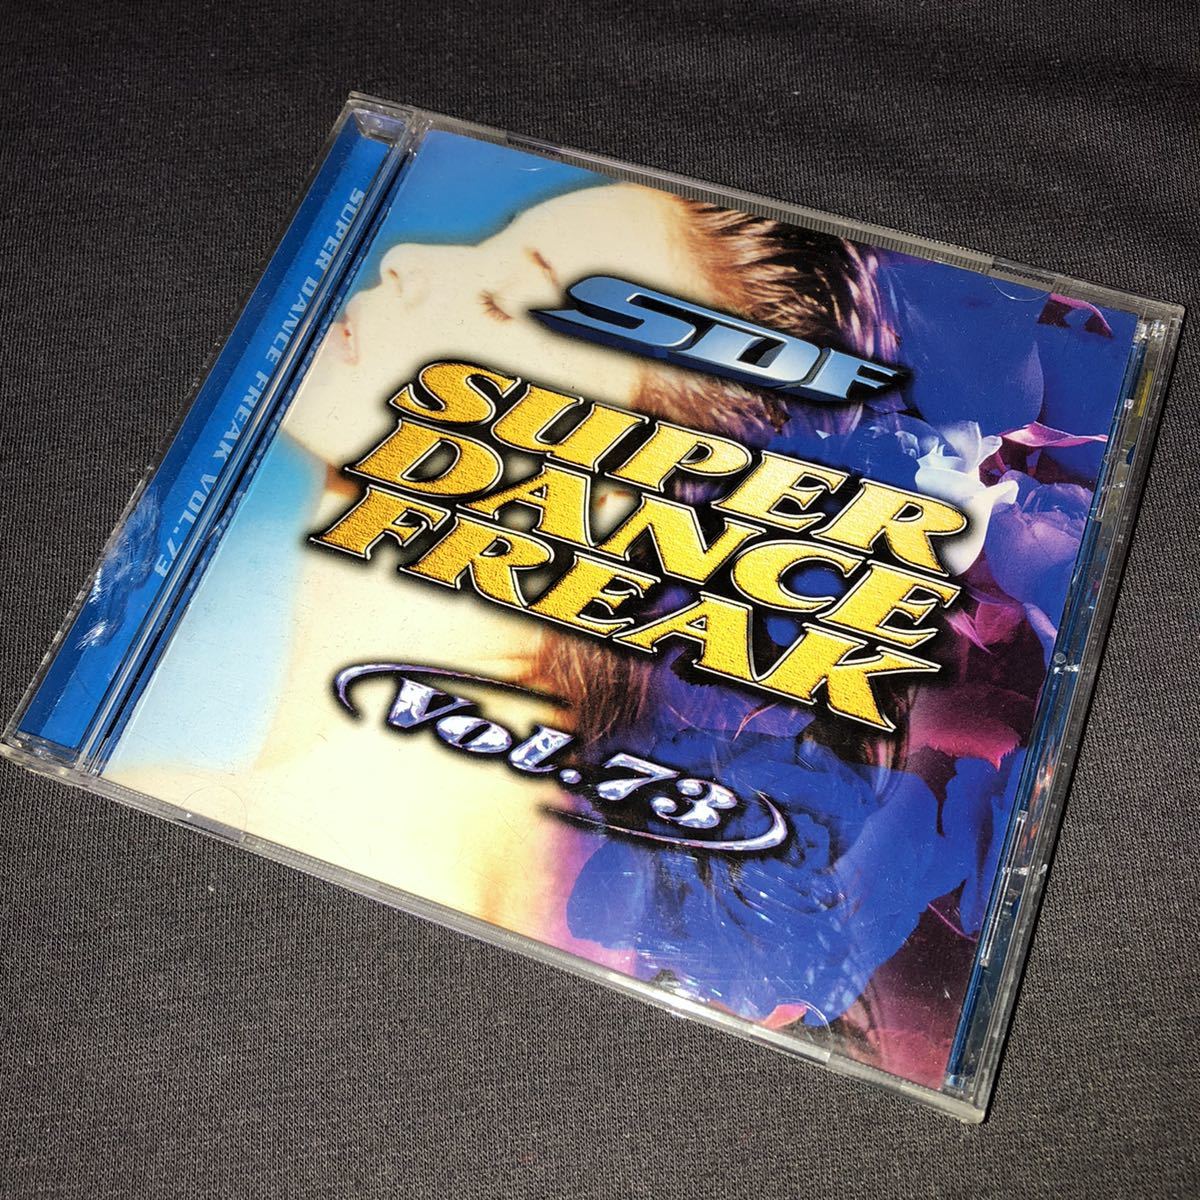 SUPER DANCE FREAK VOL.73
SDF
SUPER
DANCE
FREAK
Vol.73